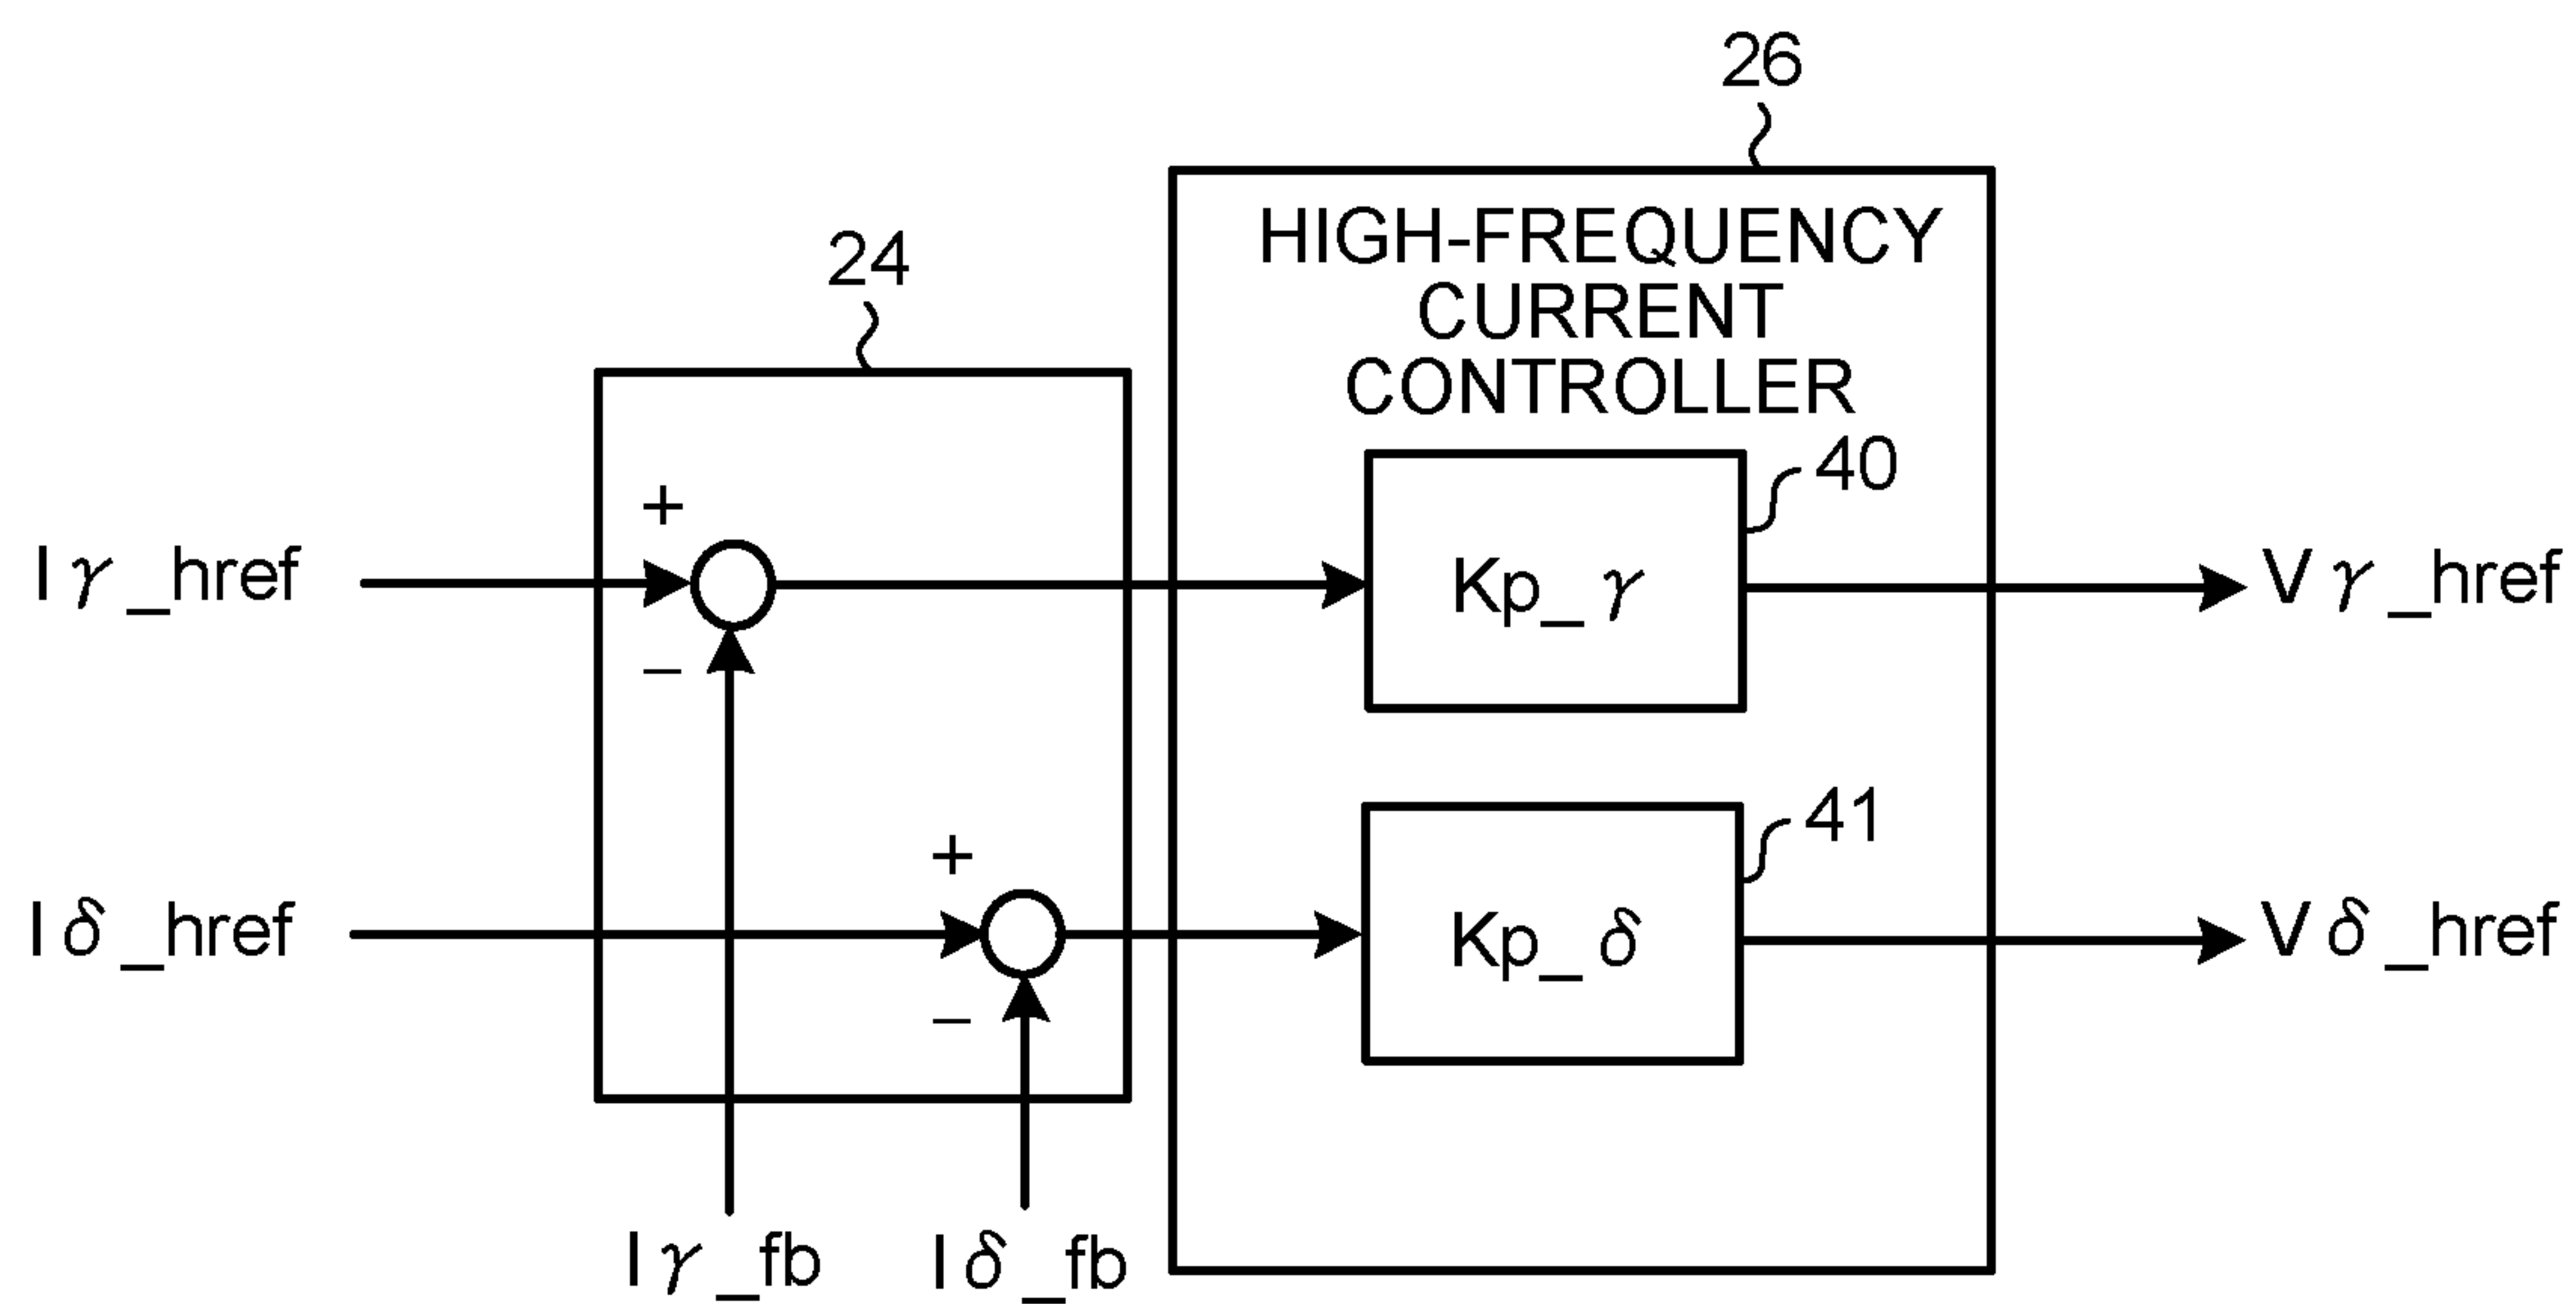 26
HIGH-FREQUENCY
CURRENT
CONTROLLER
24
40
+
Iγ_href
Kp_γ
Vγ_href
−
41
+
Iδ_href
Kp_δ
Vδ_href
−
Iγ_fb
Iδ_fb